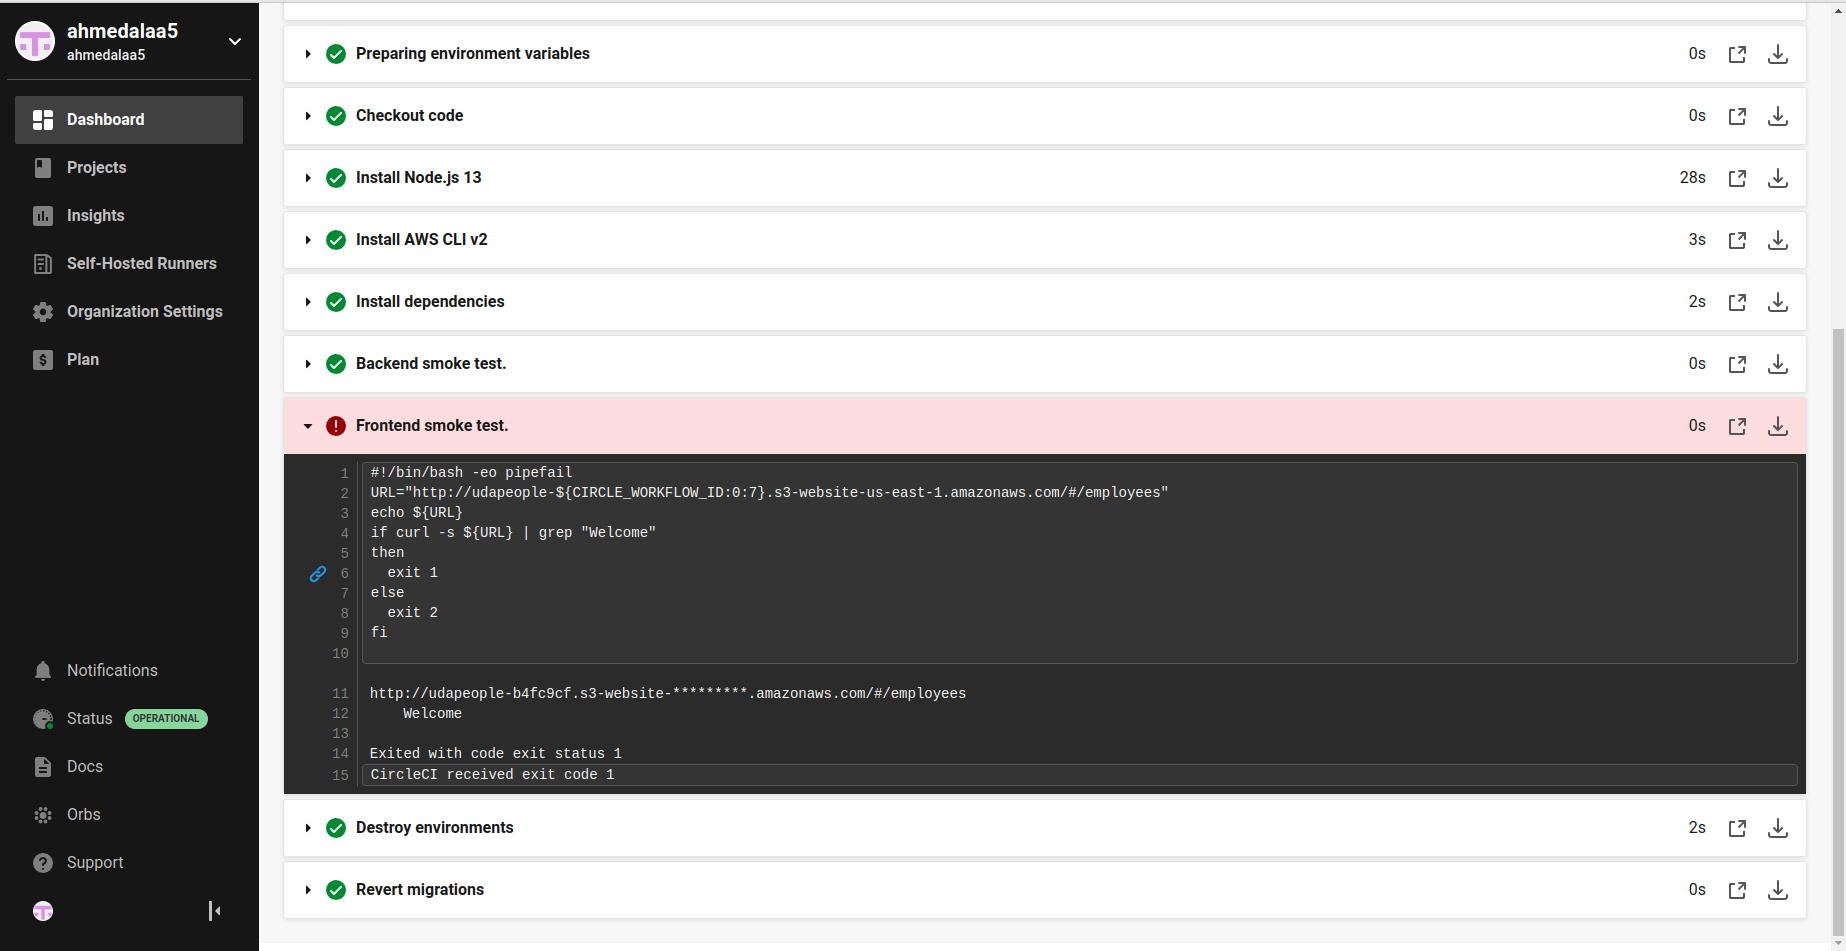 ahmedalaa5
ahmedalaa5
Dashboard
Projects
Insights
Self-Hosted Runners
Organization Settings
Plan
Notifications
Status OPERATIONAL
Docs
Orbs
Support
Preparing environment variables 0s
Checkout code 0s
Install Node.js 13 28s
Install AWS CLI v2 3s
Install dependencies 2s
Backend smoke test. 0s
Frontend smoke test. 0s
1 #!/bin/bash -eo pipefail
2 URL="http://udapeople-${CIRCLE_WORKFLOW_ID:0:7}.s3-website-us-east-1.amazonaws.com/#/employees"
3 echo ${URL}
4 if curl -s ${URL} | grep "Welcome"
5 then
6   exit 1
7 else
8   exit 2
9 fi
10
11 http://udapeople-b4fc9cf.s3-website-*********.amazonaws.com/#/employees
12     Welcome
13
14 Exited with code exit status 1
15 CircleCI received exit code 1
Destroy environments 2s
Revert migrations 0s